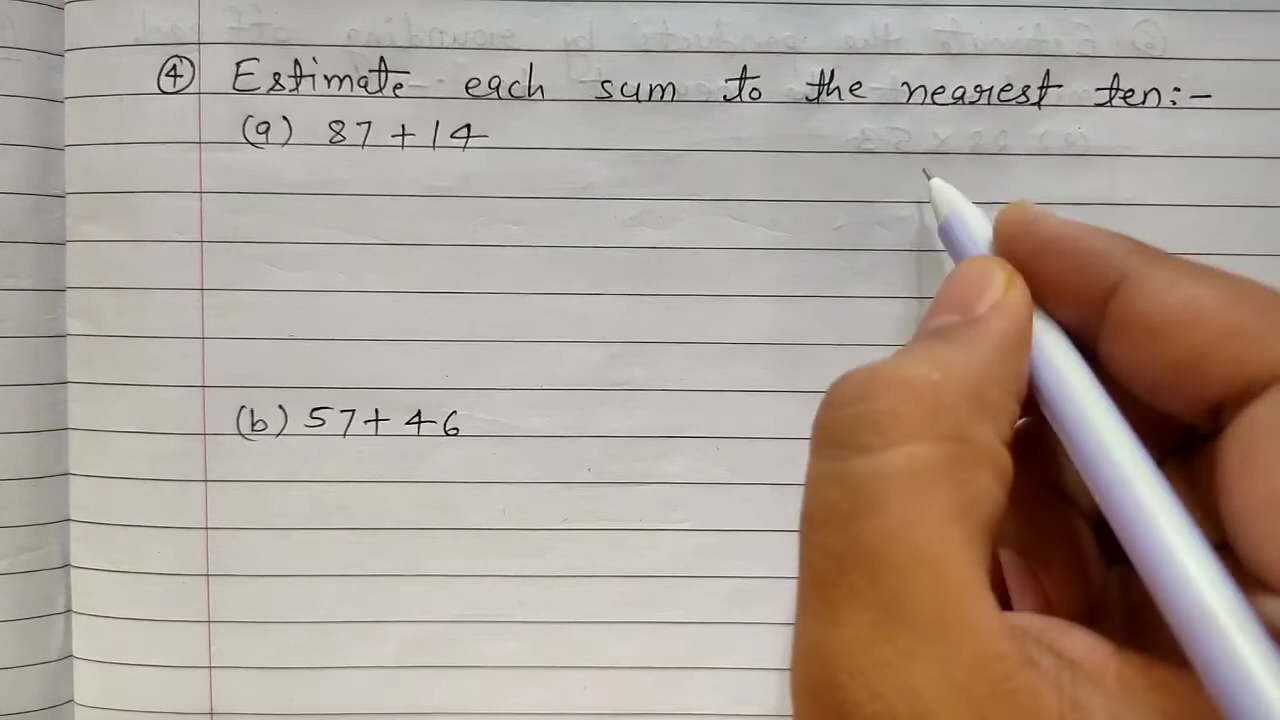 ④ Estimate each sum to the nearest ten:-
(a) 87 + 14
(b) 57 + 46